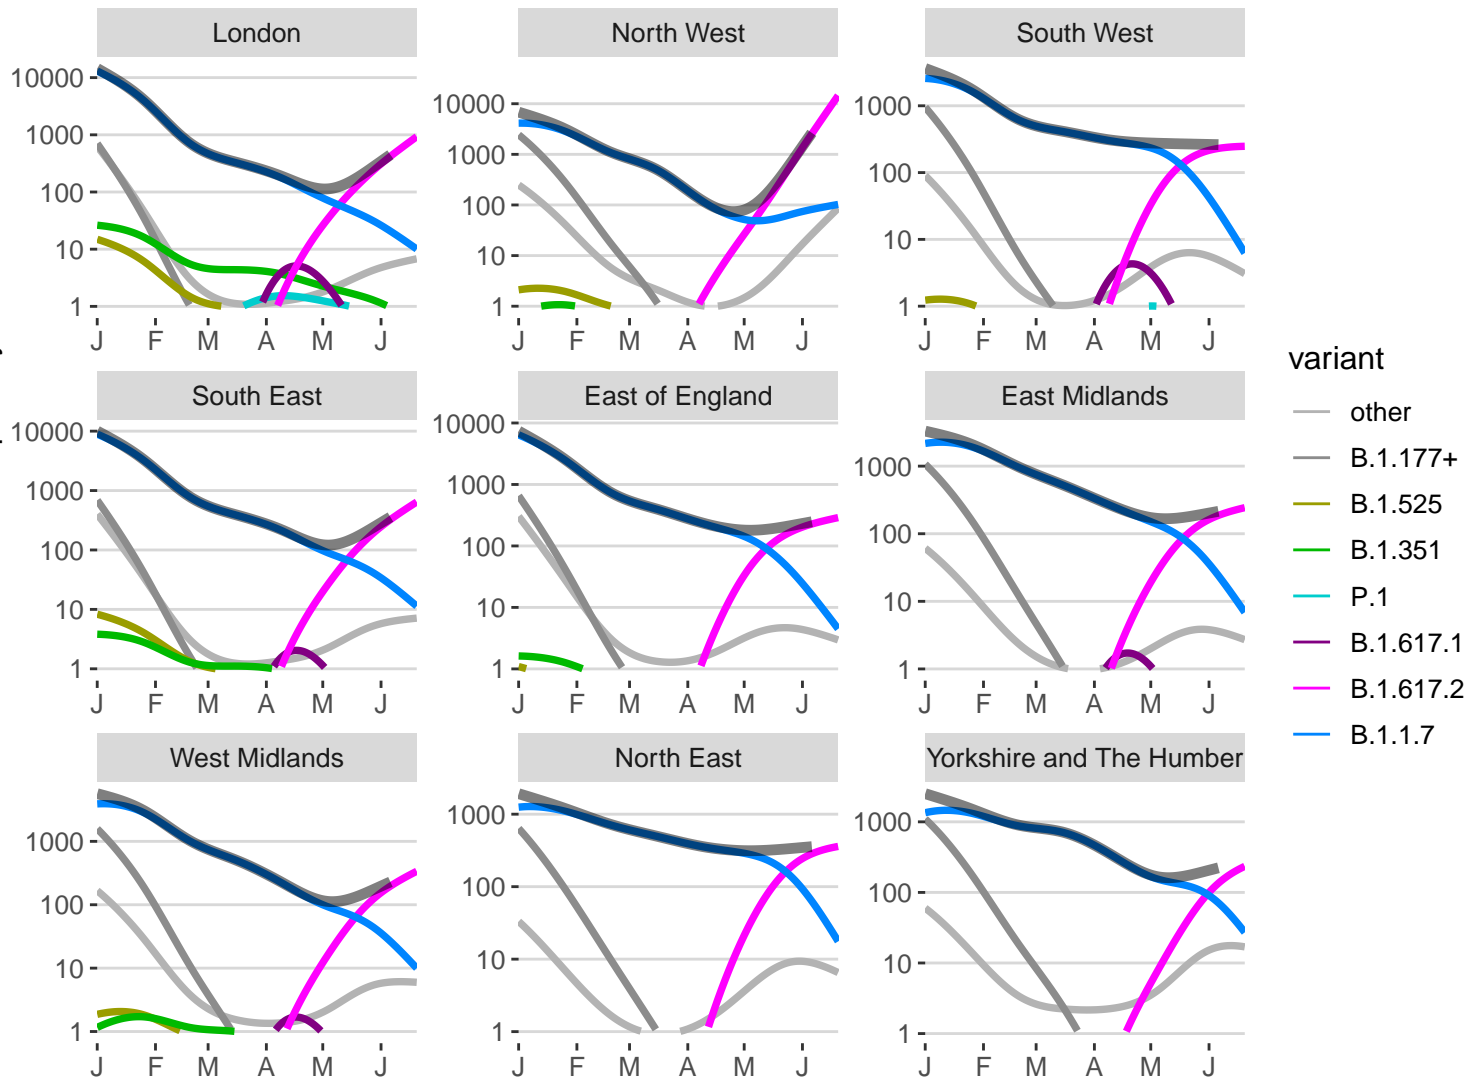 London
North West
South West
10000
1000
100
10
1
J F M A M J
10000
1000
100
10
1
J F M A M J
1000
100
10
1
J F M A M J
South East
East of England
East Midlands
10000
1000
100
10
1
J F M A M J
10000
1000
100
10
1
J F M A M J
1000
100
10
1
J F M A M J
West Midlands
North East
Yorkshire and The Humber
1000
100
10
1
J F M A M J
1000
100
10
1
J F M A M J
1000
100
10
1
J F M A M J
variant
other
B.1.177+
B.1.525
B.1.351
P.1
B.1.617.1
B.1.617.2
B.1.1.7